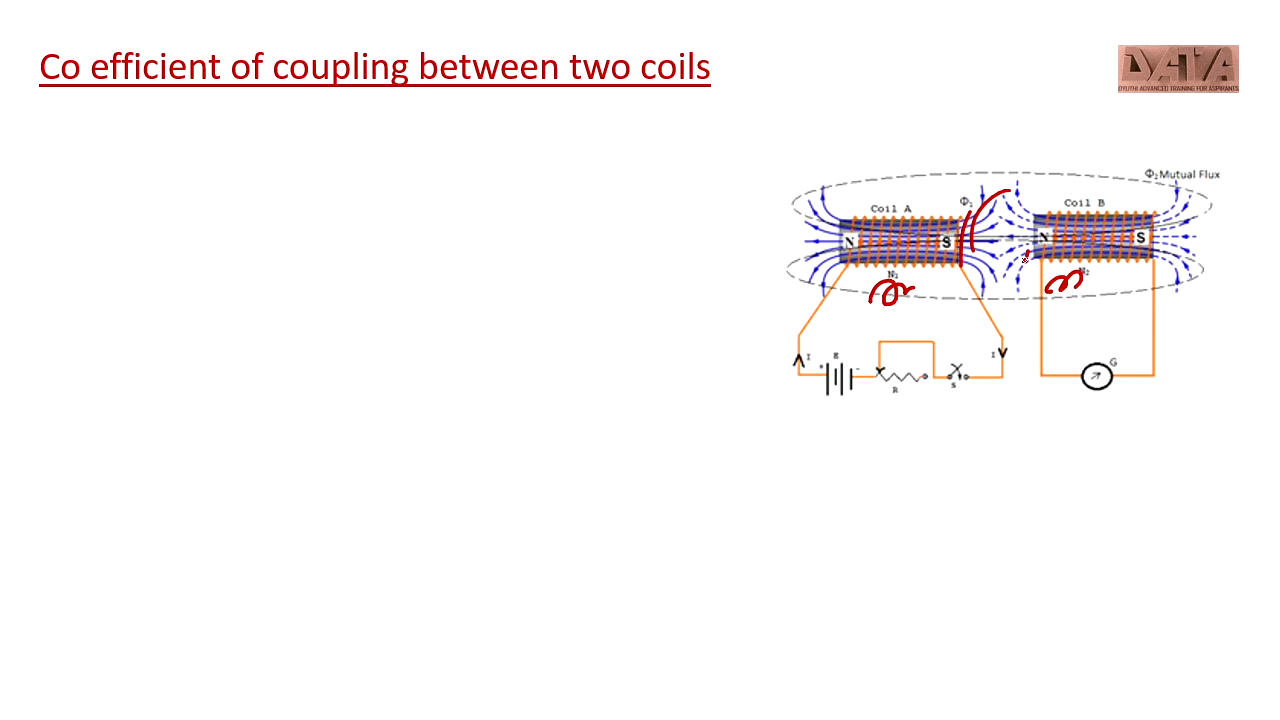 Co efficient of coupling between two coils
DATA
DYUTHI ADVANCED TRAINING FOR ASPIRANTS
Φ2 Mutual Flux
Coil A
Φ1
Coil B
N
S
N
S
N1
N2
I
E
+
-
R
S
I
G